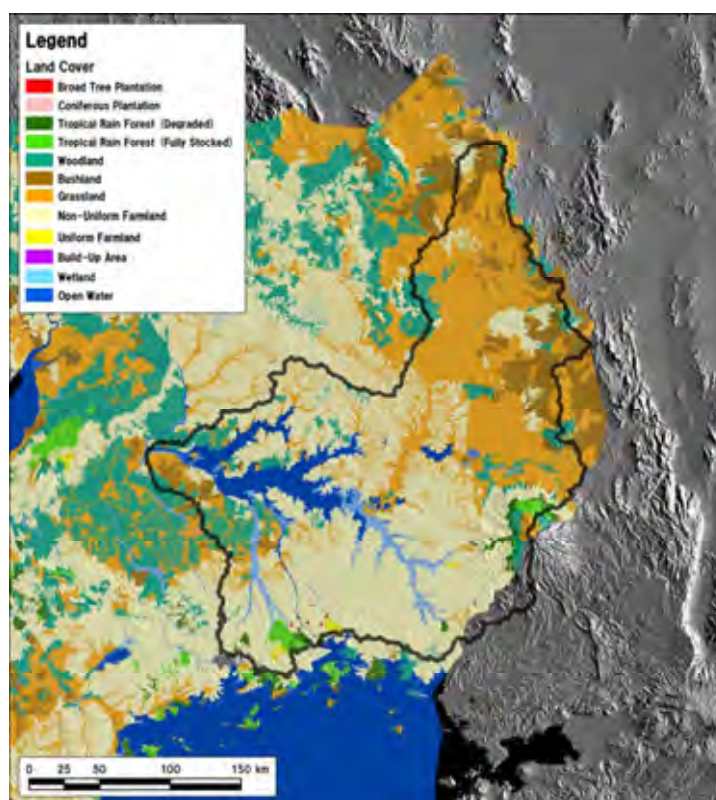 Legend
Land Cover
Broad Tree Plantation
Coniferous Plantation
Tropical Rain Forest (Degraded)
Tropical Rain Forest (Fully Stocked)
Woodland
Bushland
Grassland
Non-Uniform Farmland
Uniform Farmland
Build-Up Area
Wetland
Open Water
0 25 50 100 150 km